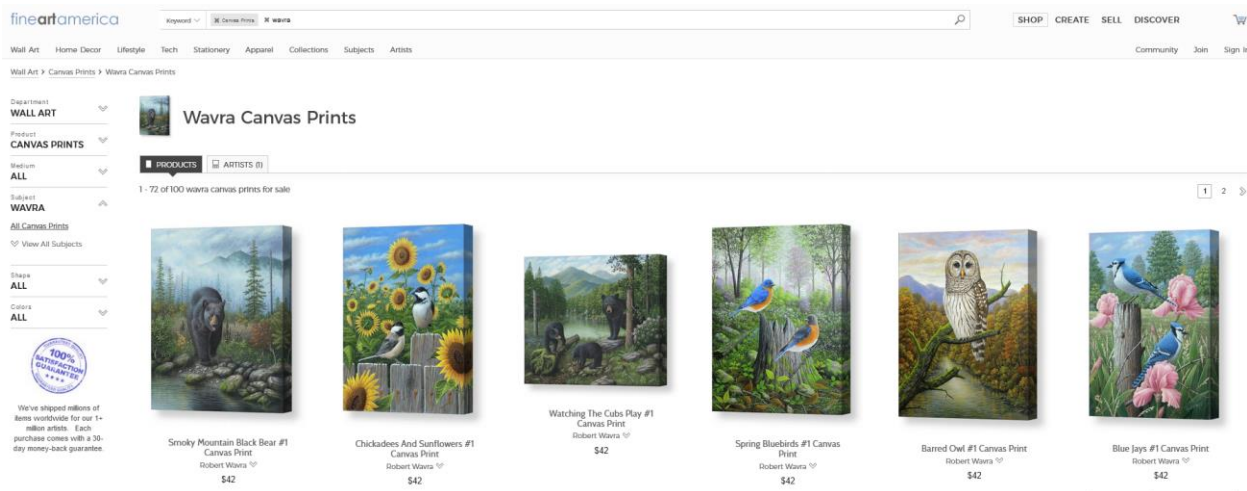 fineartamerica
Keyword Canvas Prints wavra
SHOP CREATE SELL DISCOVER
Wall Art Home Decor Lifestyle Tech Stationery Apparel Collections Subjects Artists
Community Join Sign In
Wall Art > Canvas Prints > Wavra Canvas Prints
Department
WALL ART
Product
CANVAS PRINTS
Medium
ALL
Subject
WAVRA
All Canvas Prints
View All Subjects
Shape
ALL
Colors
ALL
100%
SATISFACTION
GUARANTEE
We've shipped millions of
items worldwide for our 1+
million artists. Each
purchase comes with a 30-
day money-back guarantee.
Wavra Canvas Prints
PRODUCTS ARTISTS (1)
1 - 72 of 100 wavra canvas prints for sale
1 2
Smoky Mountain Black Bear #1
Canvas Print
Robert Wavra
$42
Chickadees And Sunflowers #1
Canvas Print
Robert Wavra
$42
Watching The Cubs Play #1
Canvas Print
Robert Wavra
$42
Spring Bluebirds #1 Canvas
Print
Robert Wavra
$42
Barred Owl #1 Canvas Print
Robert Wavra
$42
Blue Jays #1 Canvas Print
Robert Wavra
$42